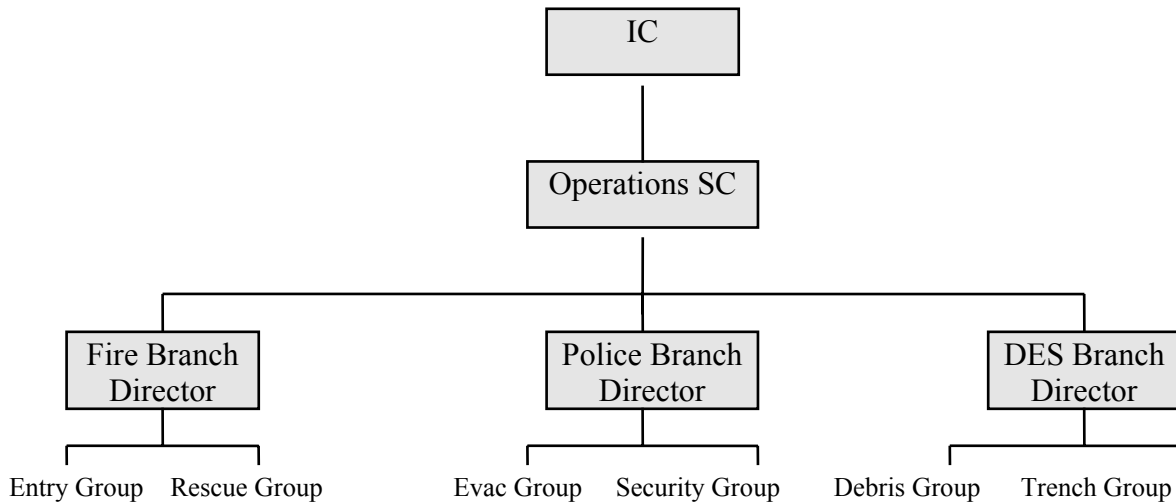 IC
Operations SC
Fire Branch
Director
Police Branch
Director
DES Branch
Director
Entry Group
Rescue Group
Evac Group
Security Group
Debris Group
Trench Group